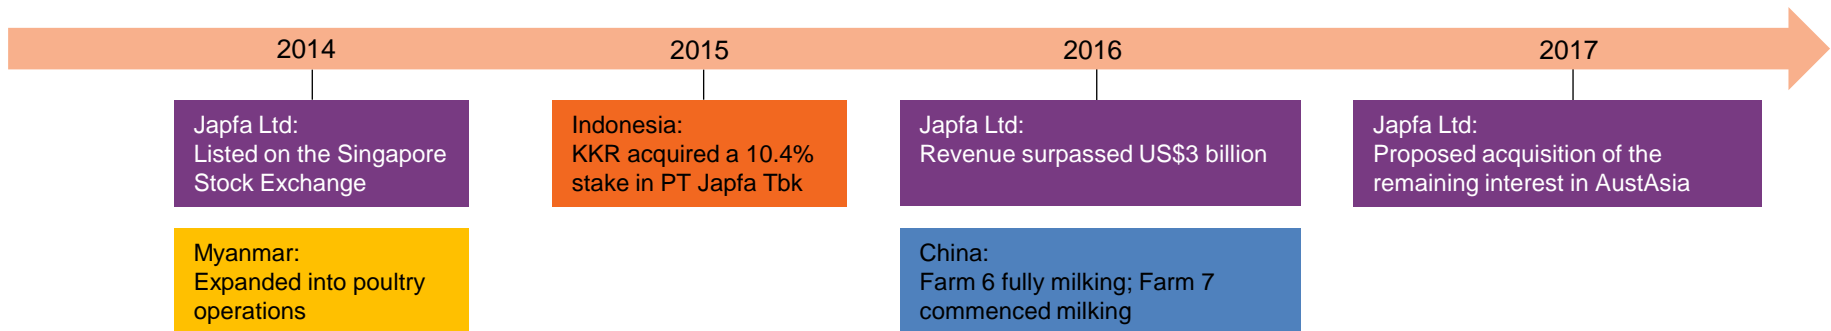 2014
2015
2016
2017
Japfa Ltd:
Listed on the Singapore
Stock Exchange
Indonesia:
KKR acquired a 10.4%
stake in PT Japfa Tbk
Japfa Ltd:
Revenue surpassed US$3 billion
Japfa Ltd:
Proposed acquisition of the
remaining interest in AustAsia
Myanmar:
Expanded into poultry
operations
China:
Farm 6 fully milking; Farm 7
commenced milking